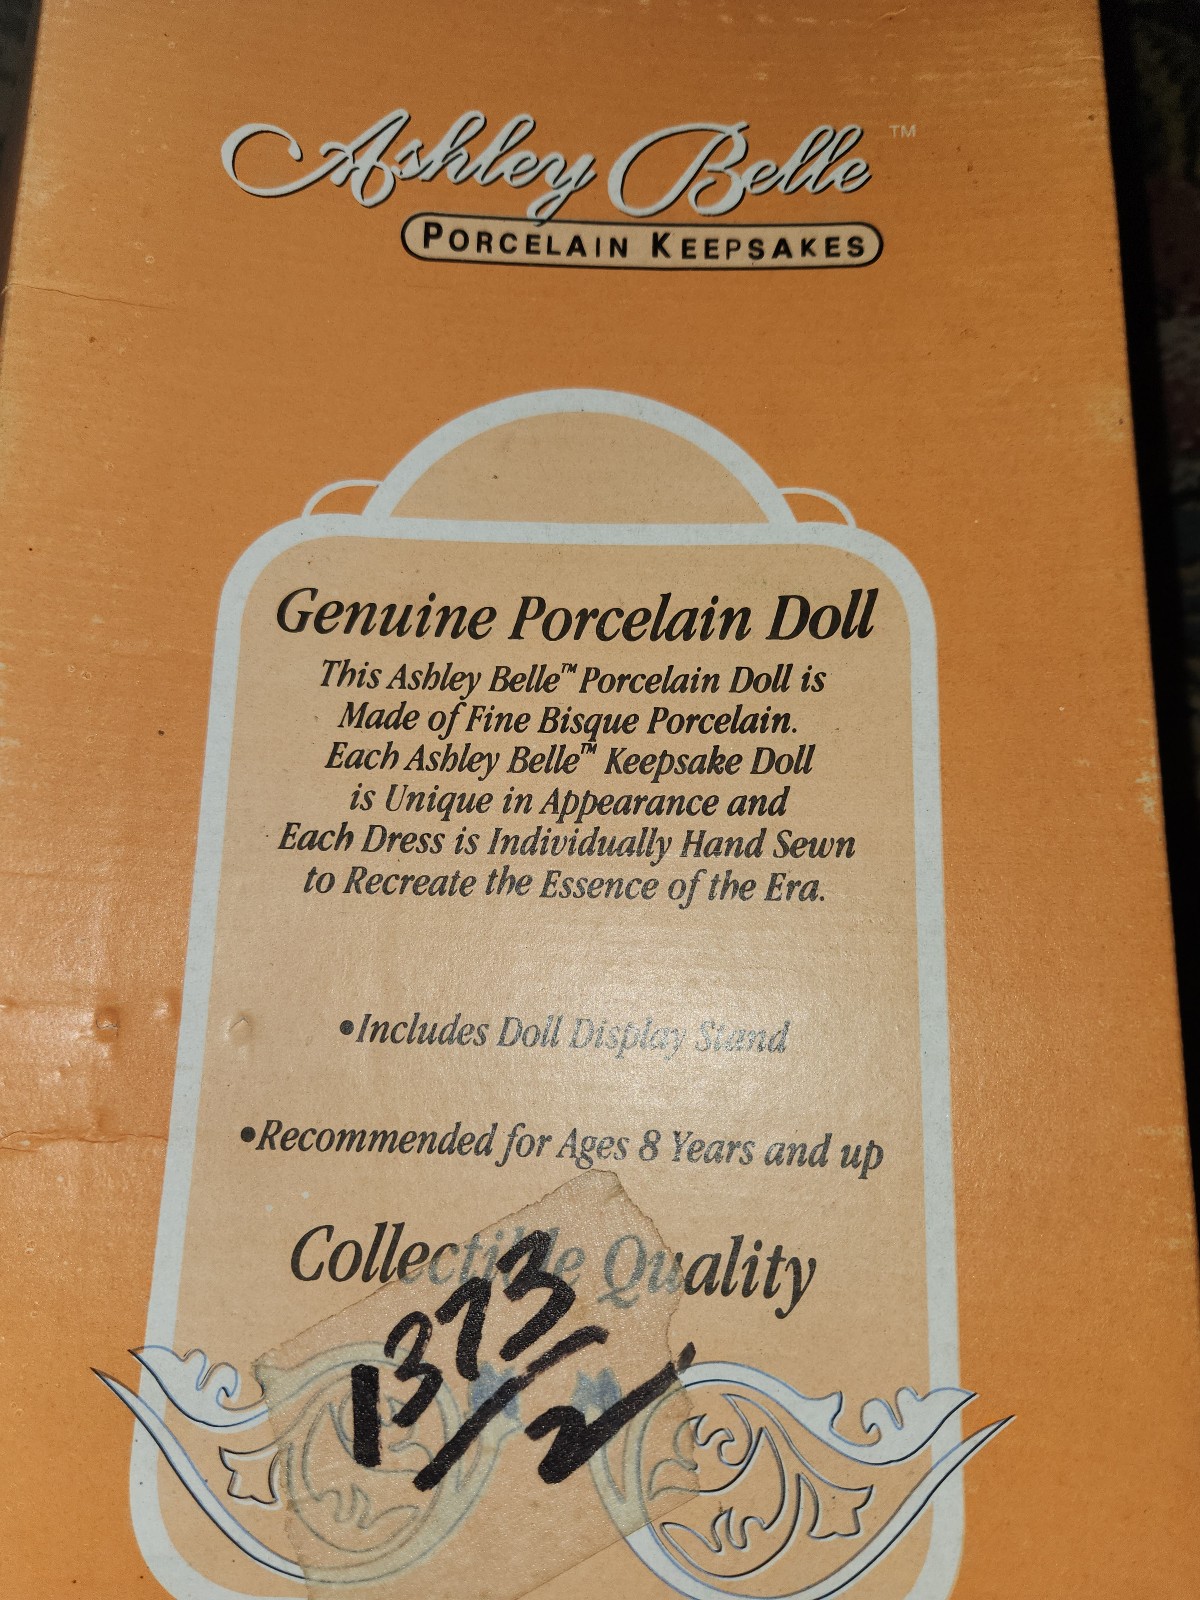 Ashley Belle™
PORCELAIN KEEPSAKES
Genuine Porcelain Doll
This Ashley Belle™ Porcelain Doll is
Made of Fine Bisque Porcelain.
Each Ashley Belle™ Keepsake Doll
is Unique in Appearance and
Each Dress is Individually Hand Sewn
to Recreate the Essence of the Era.
•Includes Doll Display Stand
•Recommended for Ages 8 Years and up
Collectible Quality
1373
2